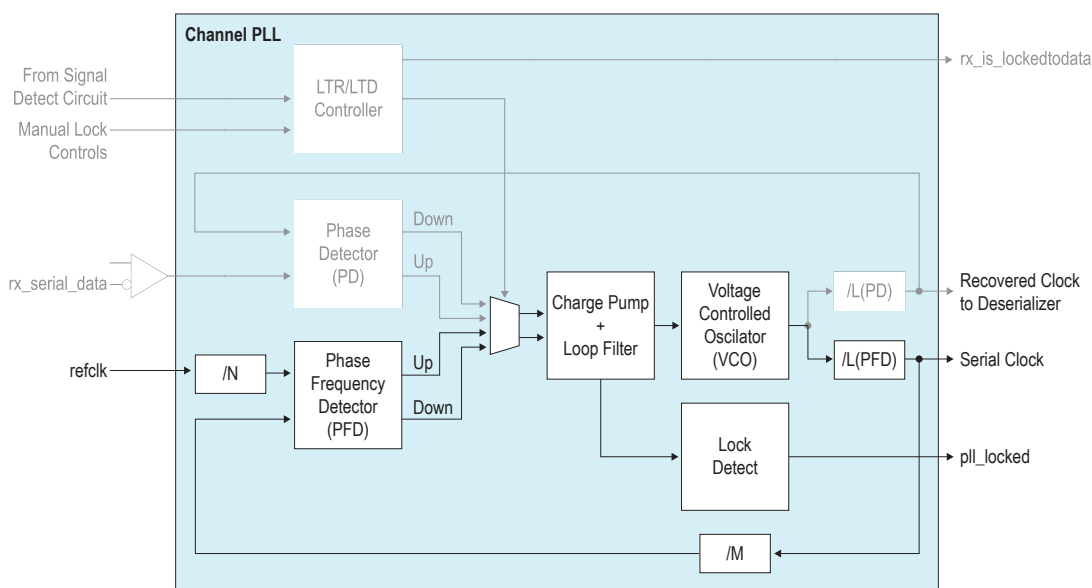 Channel PLL
From Signal
Detect Circuit
Manual Lock
Controls
LTR/LTD
Controller
rx_is_lockedtodata
Phase
Detector
(PD)
Down
Up
rx_serial_data
Charge Pump
+
Loop Filter
Voltage
Controlled
Oscilator
(VCO)
/L(PD)
Recovered Clock
to Deserializer
refclk
/N
Phase
Frequency
Detector
(PFD)
Up
Down
/L(PFD)
Serial Clock
Lock
Detect
pll_locked
/M